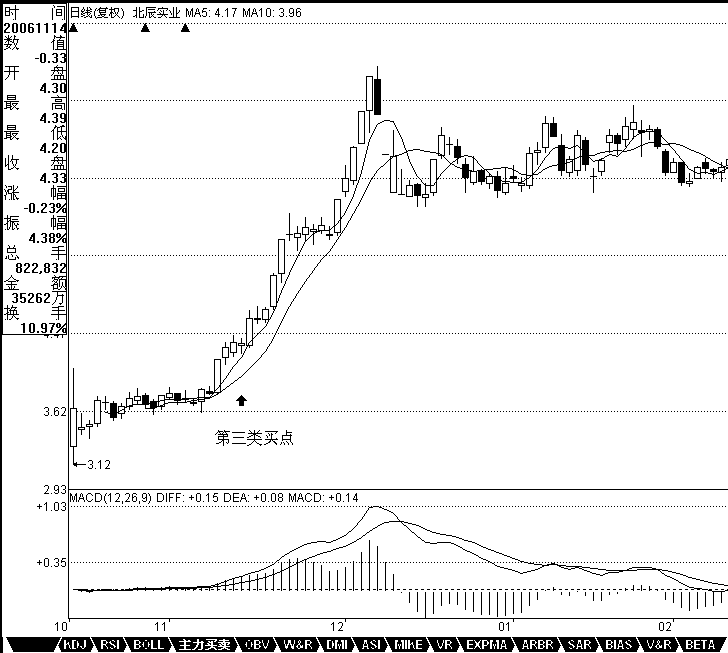 时 间
20061114
数 值
-0.33
开 盘
4.30
最 高
4.39
最 低
4.20
收 盘
4.33
涨 幅
-0.23%
振 幅
4.38%
总 手
822,832
金 额
35262万
换 手
10.97%
日线(复权) 北辰实业 MA5: 4.17 MA10: 3.96
3.62
第三类买点
3.12
2.93
MACD(12,26,9) DIFF: +0.15 DEA: +0.08 MACD: +0.14
+1.03
+0.35
10 11 12 01 02
KDJ RSI BOLL 主力买卖 OBV W&R DMI ASI MIKE VR EXPMA ARBR SAR BIAS V&R BETA